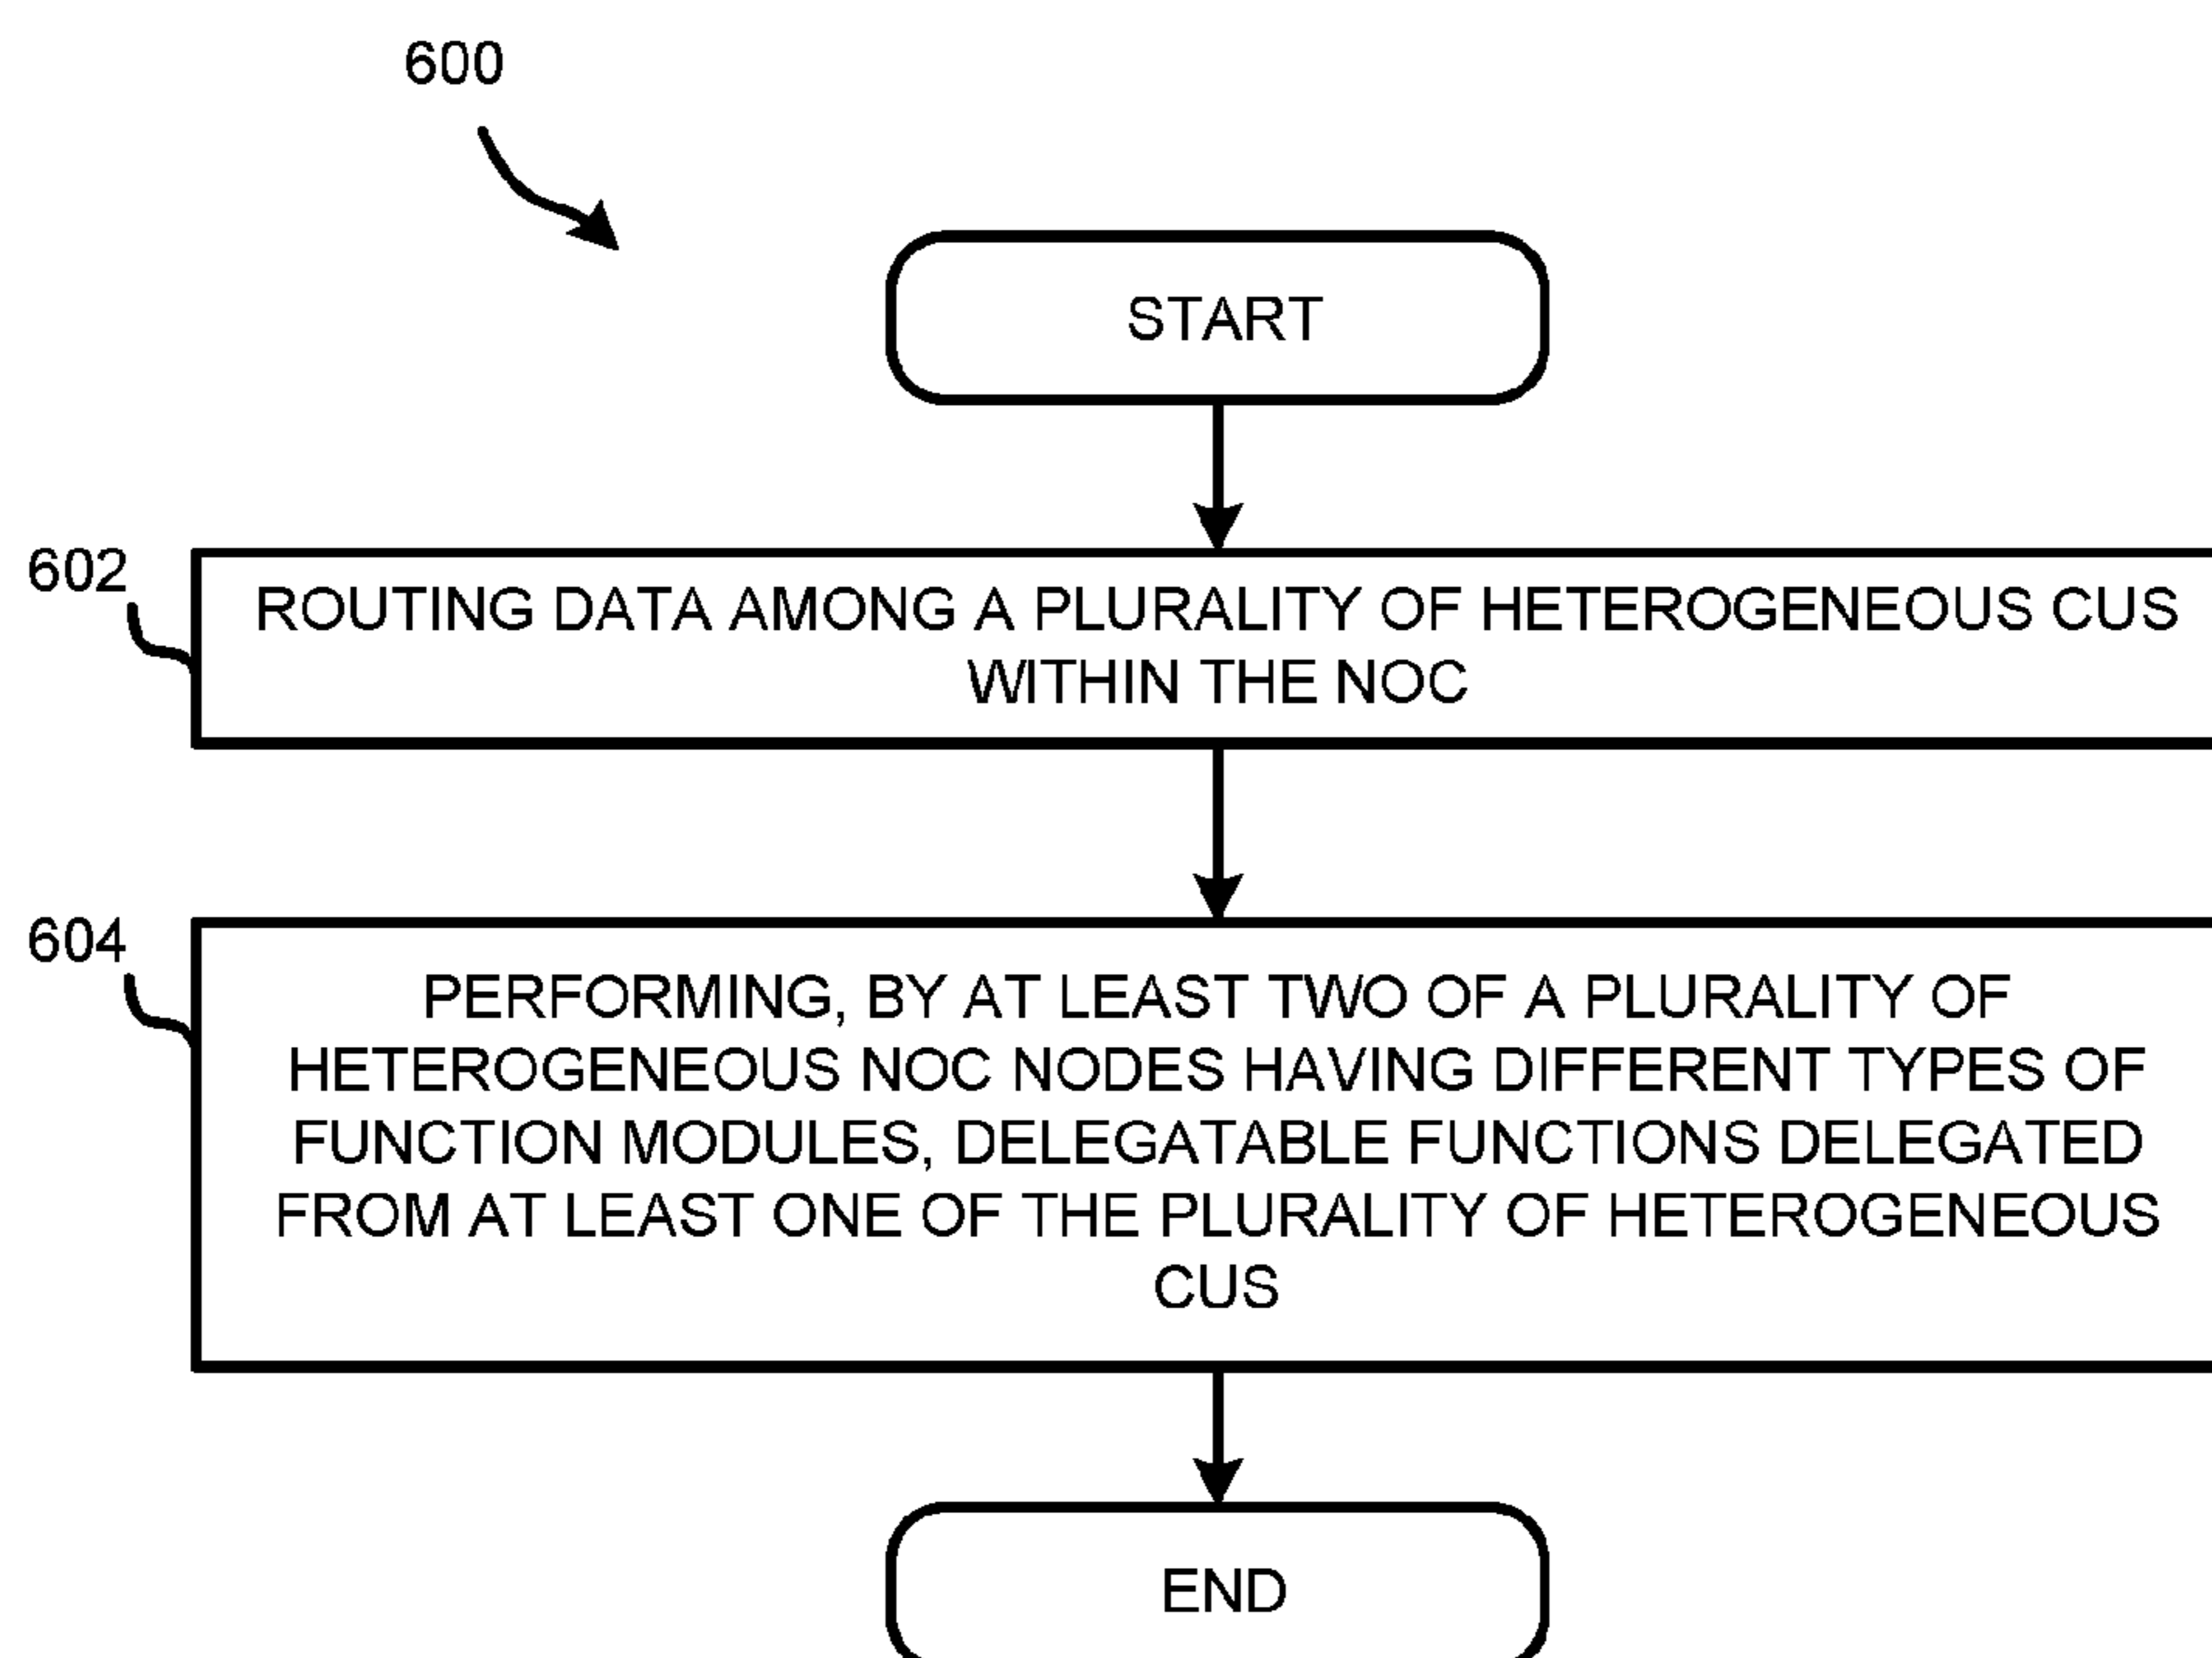 600
START
602
ROUTING DATA AMONG A PLURALITY OF HETEROGENEOUS CUS
WITHIN THE NOC
604
PERFORMING, BY AT LEAST TWO OF A PLURALITY OF
HETEROGENEOUS NOC NODES HAVING DIFFERENT TYPES OF
FUNCTION MODULES, DELEGATABLE FUNCTIONS DELEGATED
FROM AT LEAST ONE OF THE PLURALITY OF HETEROGENEOUS
CUS
END